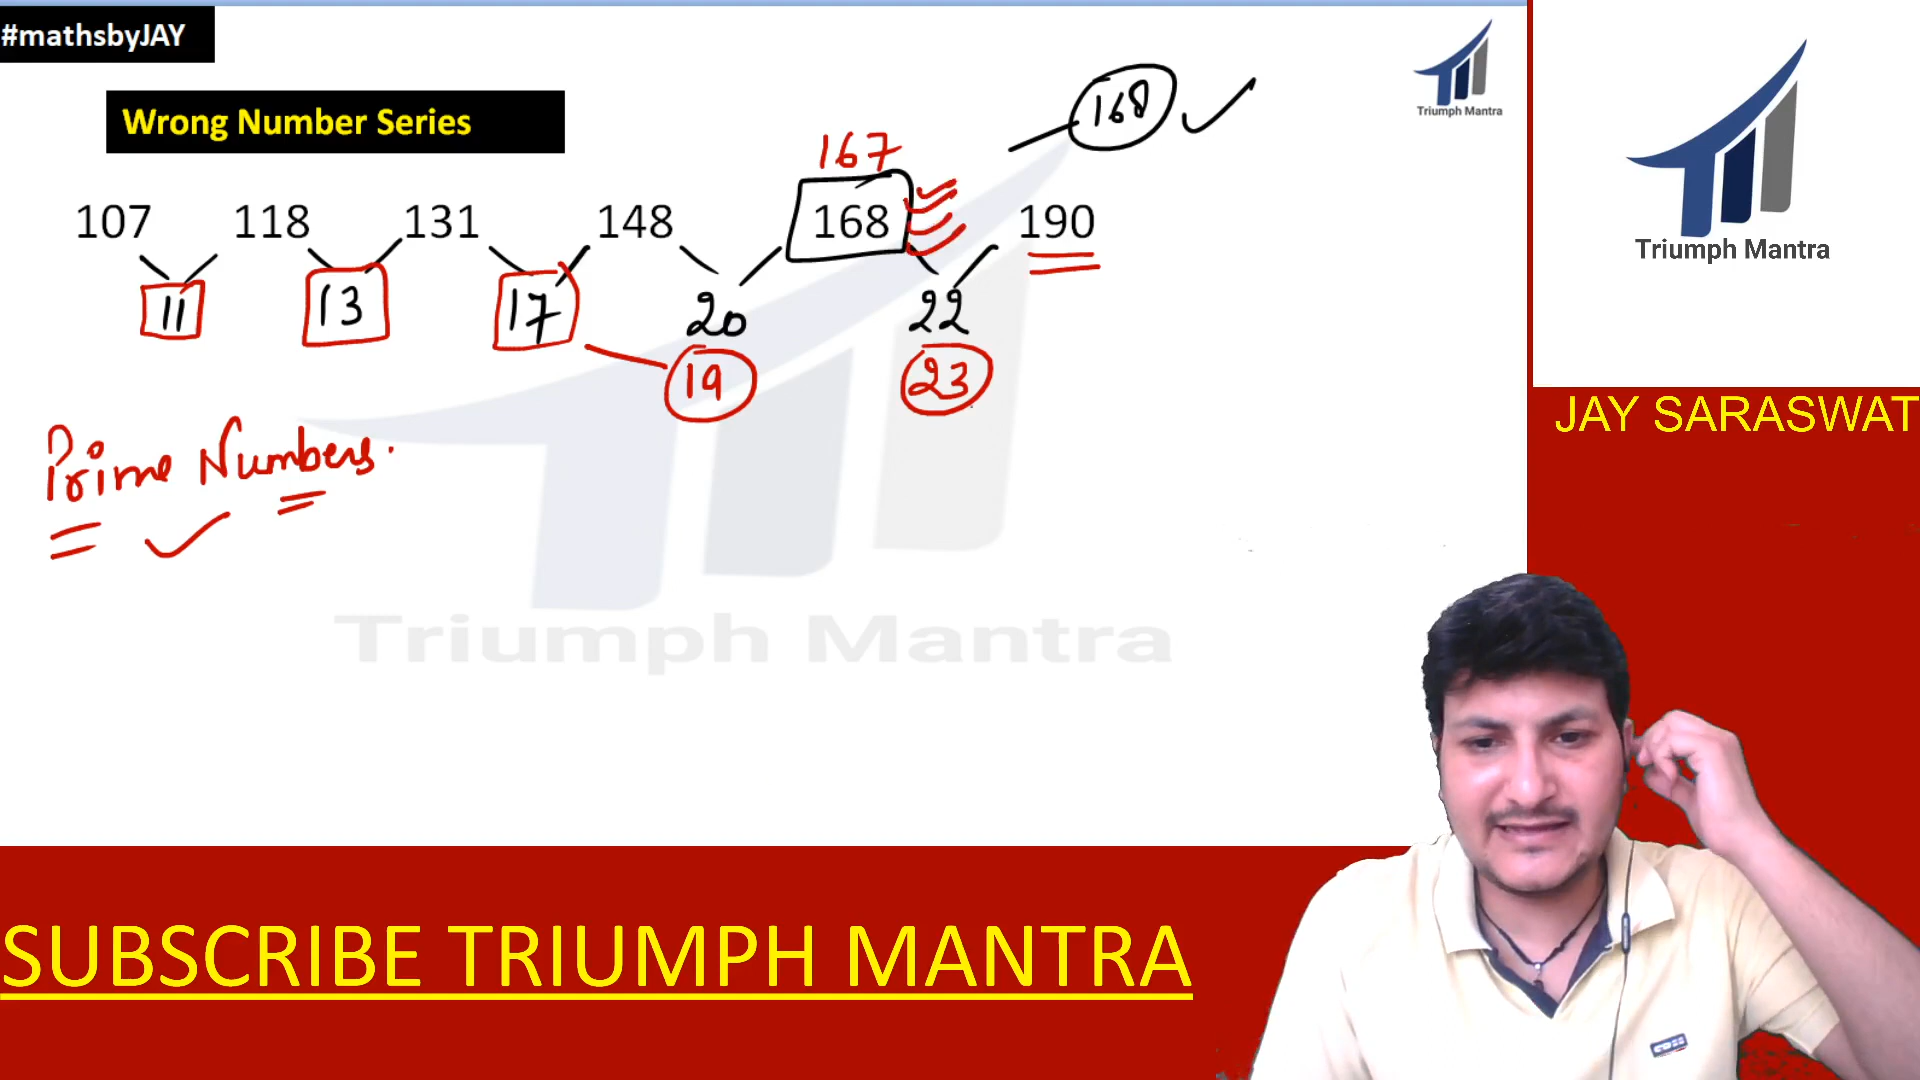 #mathsbyJAY
Triumph Mantra
Wrong Number Series
168
167
107 118 131 148 168 190
11 13 17 20 22
19 23
Prime Numbers.
Triumph Mantra
Triumph Mantra
JAY SARASWAT
SUBSCRIBE TRIUMPH MANTRA